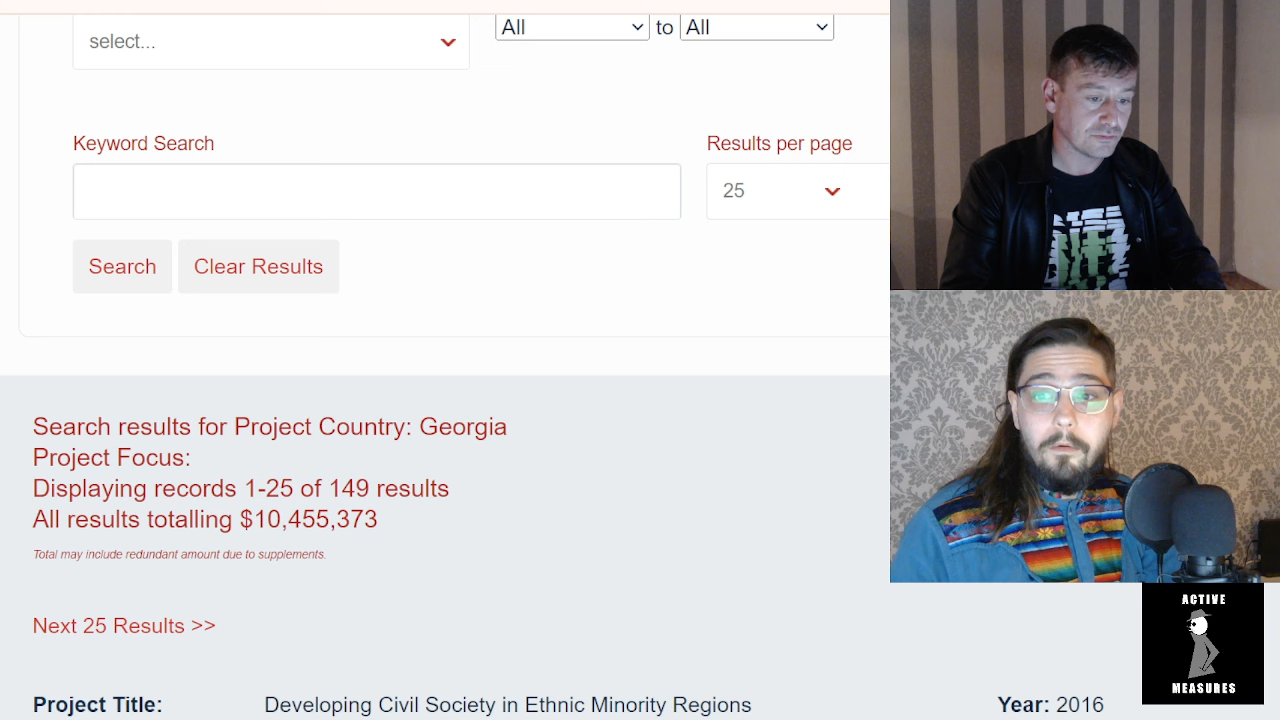 select...
All
to
All
Keyword Search
Results per page
25
Search
Clear Results
Search results for Project Country: Georgia
Project Focus:
Displaying records 1-25 of 149 results
All results totalling $10,455,373
Total may include redundant amount due to supplements.
Next 25 Results >>
Project Title:
Developing Civil Society in Ethnic Minority Regions
Year: 2016
ACTIVE
MEASURES